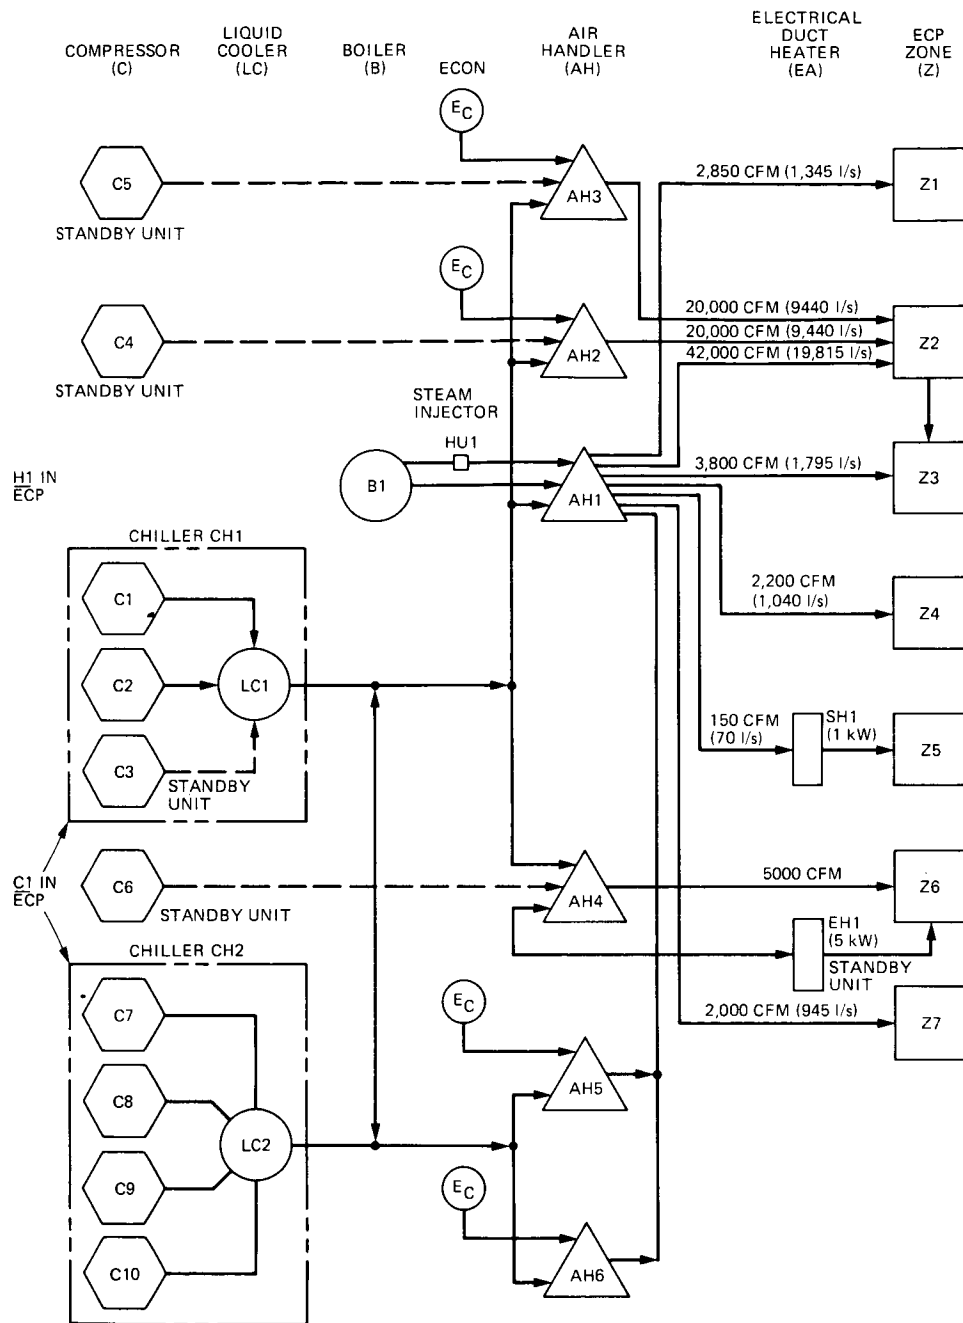 COMPRESSOR
(C)
LIQUID
COOLER
(LC)
BOILER
(B)
ECON
AIR
HANDLER
(AH)
ELECTRICAL
DUCT
HEATER
(EA)
ECP
ZONE
(Z)
EC
C5
STANDBY UNIT
AH3
2,850 CFM (1,345 l/s)
Z1
EC
C4
STANDBY UNIT
AH2
20,000 CFM (9440 l/s)
20,000 CFM (9,440 l/s)
42,000 CFM (19,815 l/s)
Z2
STEAM
INJECTOR
HU1
B1
AH1
3,800 CFM (1,795 l/s)
Z3
H1 IN
ECP
CHILLER CH1
C1
C2
C3
LC1
STANDBY
UNIT
2,200 CFM
(1,040 l/s)
Z4
150 CFM
(70 l/s)
SH1
(1 kW)
Z5
C1 IN
ECP
C6
STANDBY UNIT
AH4
5000 CFM
Z6
EH1
(5 kW)
STANDBY
UNIT
CHILLER CH2
C7
C8
C9
C10
LC2
EC
AH5
2,000 CFM (945 l/s)
Z7
EC
AH6